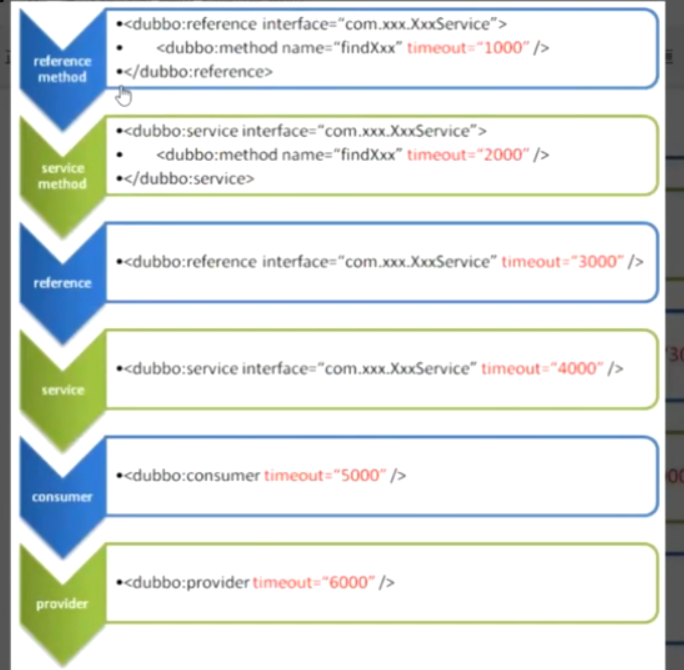 reference
method
•<dubbo:reference interface="com.xxx.XxxService">
•    <dubbo:method name="findXxx" timeout="1000" />
•</dubbo:reference>
service
method
•<dubbo:service interface="com.xxx.XxxService">
•    <dubbo:method name="findXxx" timeout="2000" />
•</dubbo:service>
reference
•<dubbo:reference interface="com.xxx.XxxService" timeout="3000" />
service
•<dubbo:service interface="com.xxx.XxxService" timeout="4000" />
consumer
•<dubbo:consumer timeout="5000" />
provider
•<dubbo:provider timeout="6000" />